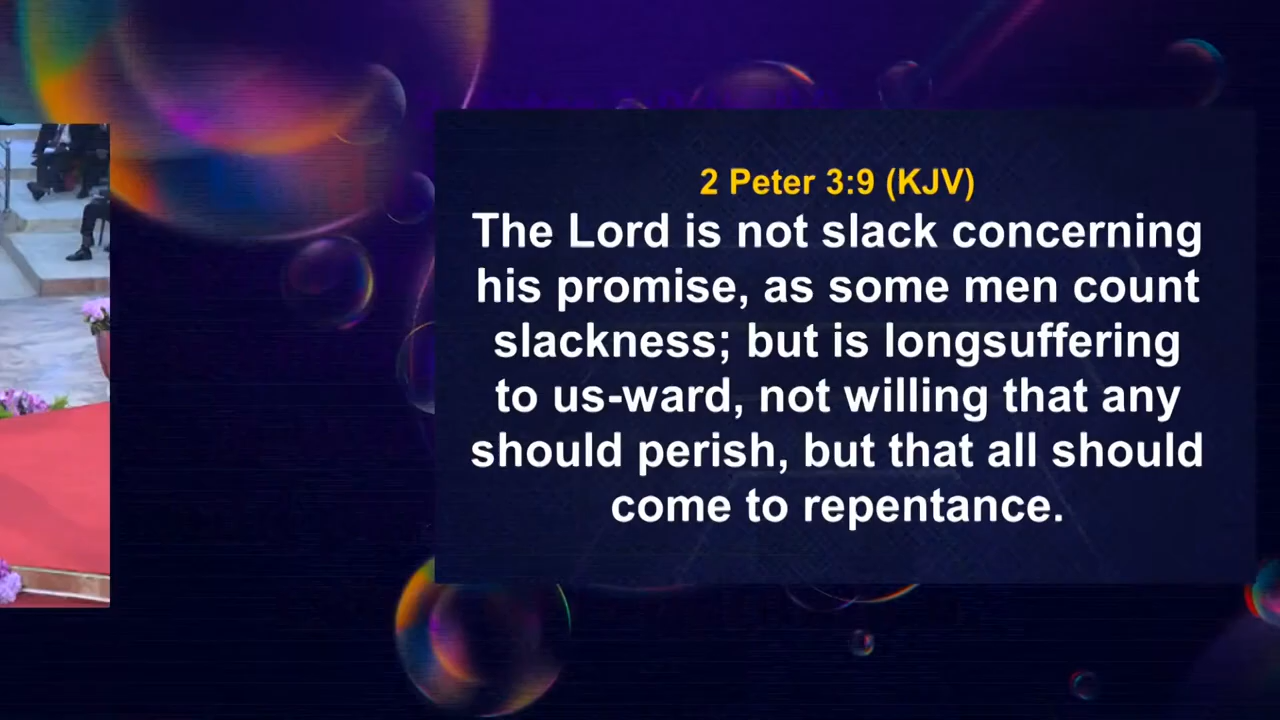 2 Peter 3:9 (KJV)
The Lord is not slack concerning
his promise, as some men count
slackness; but is longsuffering
to us-ward, not willing that any
should perish, but that all should
come to repentance.